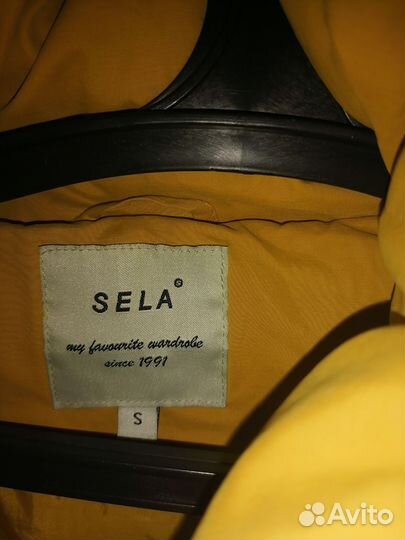 SELA S
my favourite wardrobe
since 1991
S
Avito